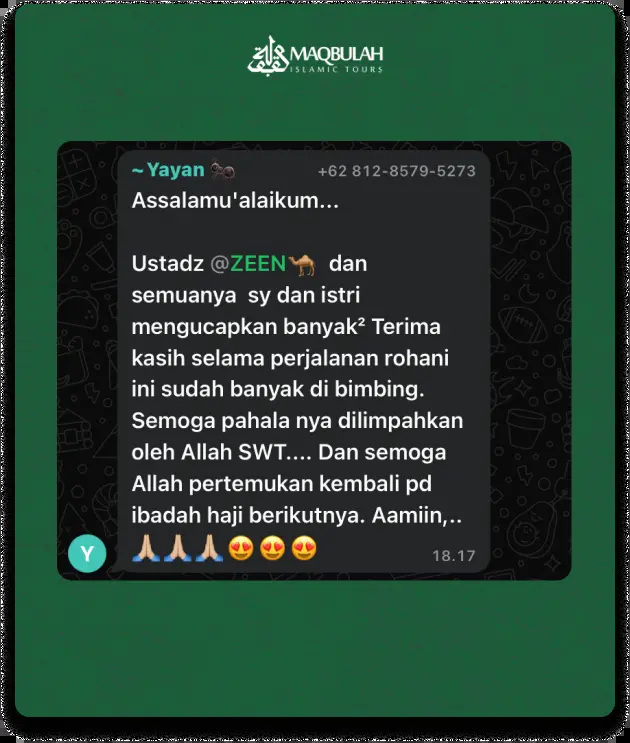 MAQBULAH
ISLAMIC TOURS
~Yayan 🐜 +62 812-8579-5273
Assalamu'alaikum...
Ustadz @ZEEN🐪 dan
semuanya sy dan istri
mengucapkan banyak² Terima
kasih selama perjalanan rohani
ini sudah banyak di bimbing.
Semoga pahala nya dilimpahkan
oleh Allah SWT.... Dan semoga
Allah pertemukan kembali pd
ibadah haji berikutnya. Aamiin,..
🙏🏼🙏🏼🙏🏼😍😍😍 18.17
Y